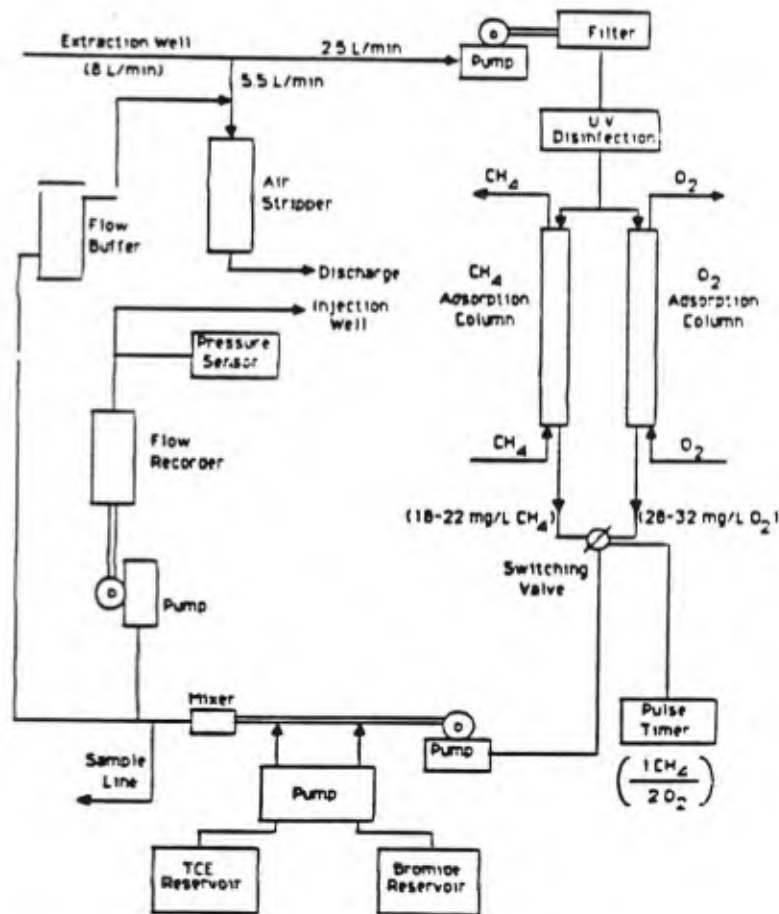 Extraction Well
(8 L/min)
2.5 L/min
5.5 L/min
Pump
Filter
UV
Disinfection
Flow
Buffer
Air
Stripper
Discharge
Injection
Well
Pressure
Sensor
Flow
Recorder
Pump
CH4
O2
CH4
Adsorption
Column
O2
Adsorption
Column
CH4
O2
(18-22 mg/L CH4)
(28-32 mg/L O2)
Switching
Valve
Mixer
Pump
Pulse
Timer
(1 CH4
2 O2)
Sample
Line
Pump
TCE
Reservoir
Bromide
Reservoir